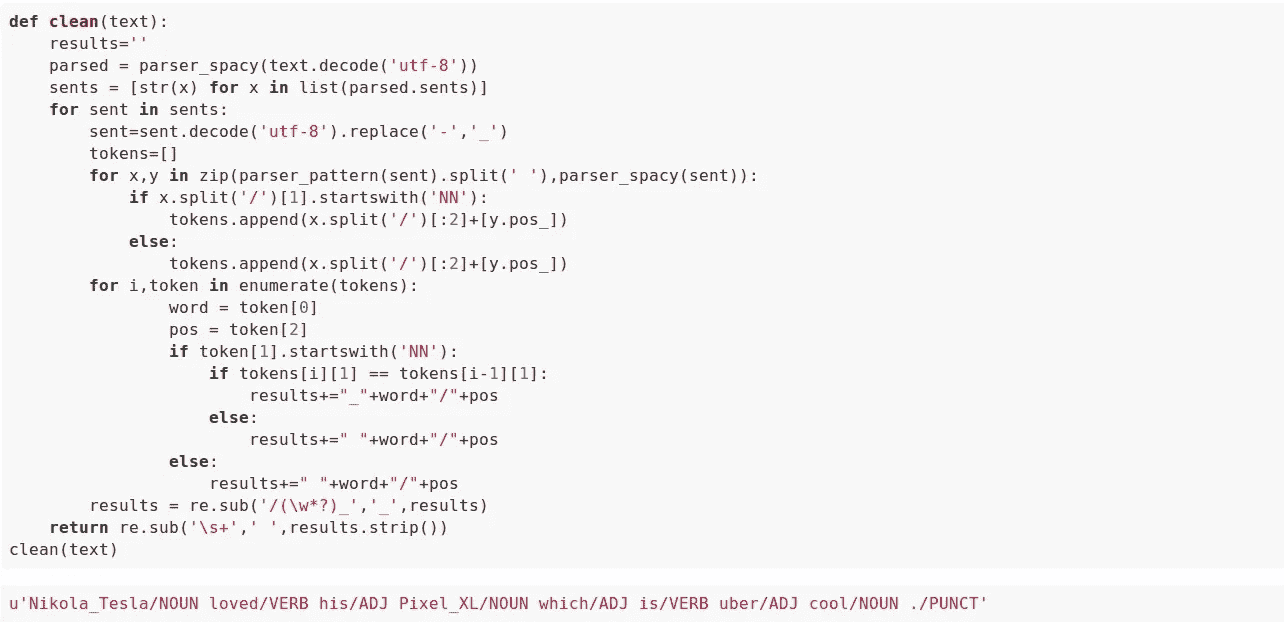 def clean(text):
    results=''
    parsed = parser_spacy(text.decode('utf-8'))
    sents = [str(x) for x in list(parsed.sents)]
    for sent in sents:
        sent=sent.decode('utf-8').replace('-','_')
        tokens=[]
        for x,y in zip(parser_pattern(sent).split(' '),parser_spacy(sent)):
            if x.split('/')[1].startswith('NN'):
                tokens.append(x.split('/')[:2]+[y.pos_])
            else:
                tokens.append(x.split('/')[:2]+[y.pos_])
        for i,token in enumerate(tokens):
                word = token[0]
                pos = token[2]
                if token[1].startswith('NN'):
                    if tokens[i][1] == tokens[i-1][1]:
                        results+="_"+word+"/"+pos
                    else:
                        results+=" "+word+"/"+pos
                else:
                    results+=" "+word+"/"+pos
        results = re.sub('/(\w*?)_','_',results)
    return re.sub('\s+',' ',results.strip())
clean(text)
u'Nikola_Tesla/NOUN loved/VERB his/ADJ Pixel_XL/NOUN which/ADJ is/VERB uber/ADJ cool/NOUN ./PUNCT'